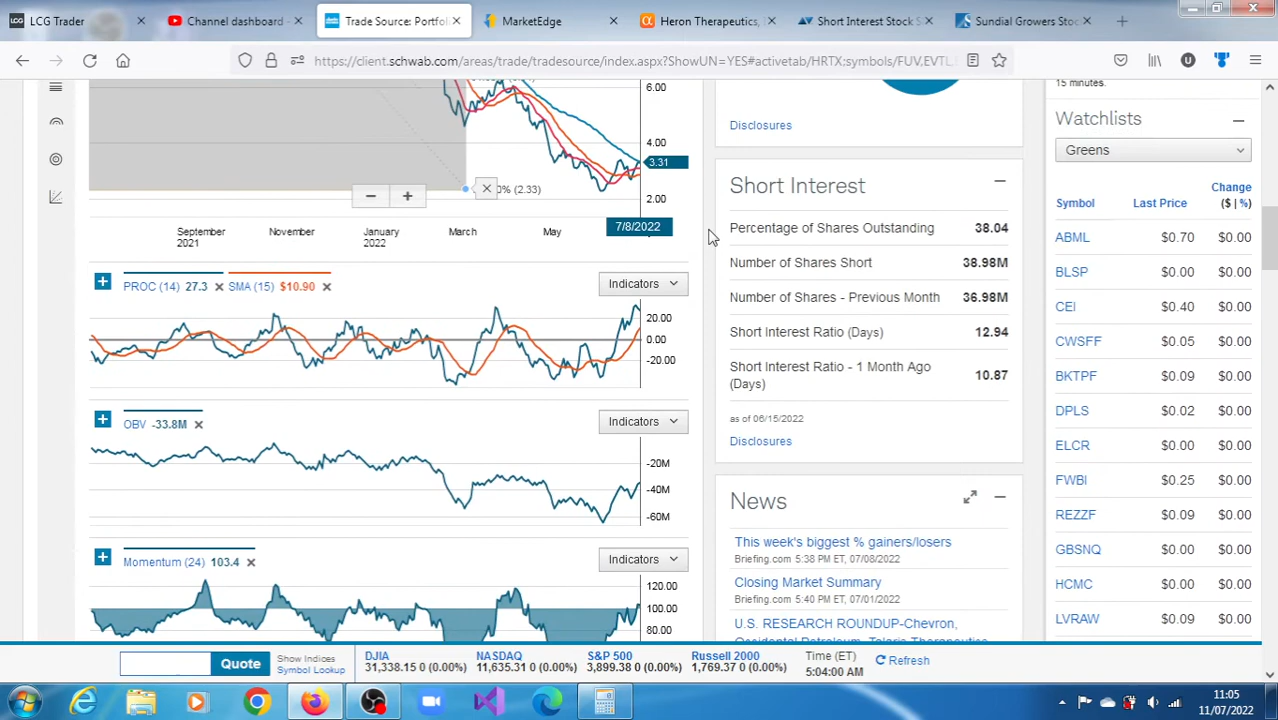 LCG Trader
Channel dashboard -
Trade Source: Portfoli
MarketEdge
Heron Therapeutics,
Short Interest Stock S
Sundial Growers Stoc
https://client.schwab.com/areas/trade/tradesource/index.aspx?ShowUN=YES#activetab/HRTX;symbols/FUV,EVTL,
6.00
4.00
3.31
0% (2.33)
2.00
September 2021
November
January 2022
March
May
7/8/2022
PROC (14) 27.3
SMA (15) $10.90
Indicators
20.00
0.00
-20.00
OBV -33.8M
Indicators
-20M
-40M
-60M
Momentum (24) 103.4
Indicators
120.00
100.00
80.00
Disclosures
Short Interest
Percentage of Shares Outstanding 38.04
Number of Shares Short 38.98M
Number of Shares - Previous Month 36.98M
Short Interest Ratio (Days) 12.94
Short Interest Ratio - 1 Month Ago
(Days) 10.87
as of 06/15/2022
Disclosures
News
This week's biggest % gainers/losers
Briefing.com 5:38 PM ET, 07/08/2022
Closing Market Summary
Briefing.com 5:40 PM ET, 07/01/2022
U.S. RESEARCH ROUNDUP-Chevron,
Occidental Petroleum, Telaris Therapeutics
15 minutes.
Watchlists
Greens
Symbol Last Price Change
($ | %)
ABML $0.70 $0.00
BLSP $0.00 $0.00
CEI $0.40 $0.00
CWSFF $0.05 $0.00
BKTPF $0.09 $0.00
DPLS $0.02 $0.00
ELCR $0.00 $0.00
FWBI $0.25 $0.00
REZZF $0.09 $0.00
GBSNQ $0.00 $0.00
HCMC $0.00 $0.00
LVRAW $0.09 $0.00
Quote
Show Indices
Symbol Lookup
DJIA
31,338.15 0 (0.00%)
NASDAQ
11,635.31 0 (0.00%)
S&P 500
3,899.38 0 (0.00%)
Russell 2000
1,769.37 0 (0.00%)
Time (ET)
5:04:00 AM
Refresh
11:05
11/07/2022